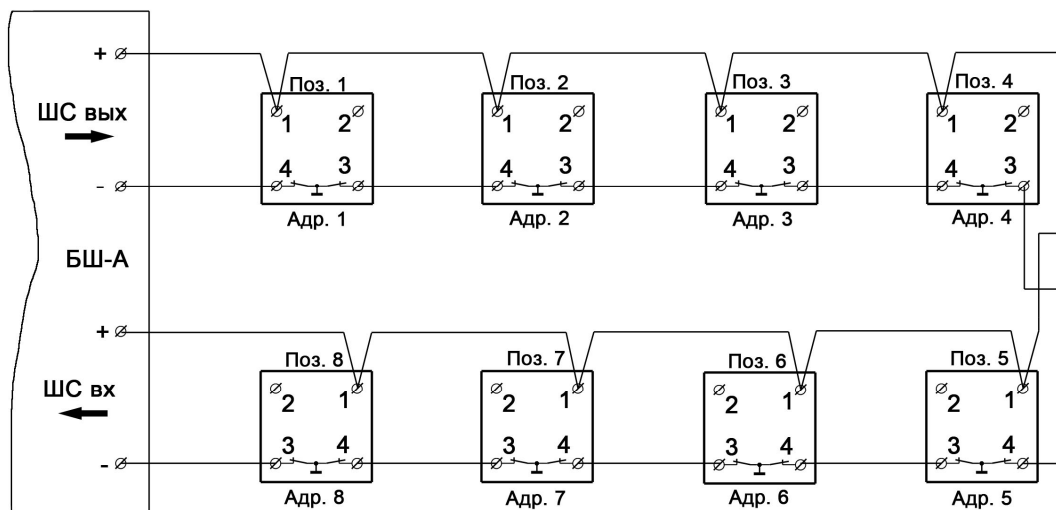 +
ШС вых
-
БШ-А
+
ШС вх
-
Поз. 1
1 2
4 3
Адр. 1
Поз. 2
1 2
4 3
Адр. 2
Поз. 3
1 2
4 3
Адр. 3
Поз. 4
1 2
4 3
Адр. 4
Поз. 8
2 1
3 4
Адр. 8
Поз. 7
2 1
3 4
Адр. 7
Поз. 6
2 1
3 4
Адр. 6
Поз. 5
2 1
3 4
Адр. 5